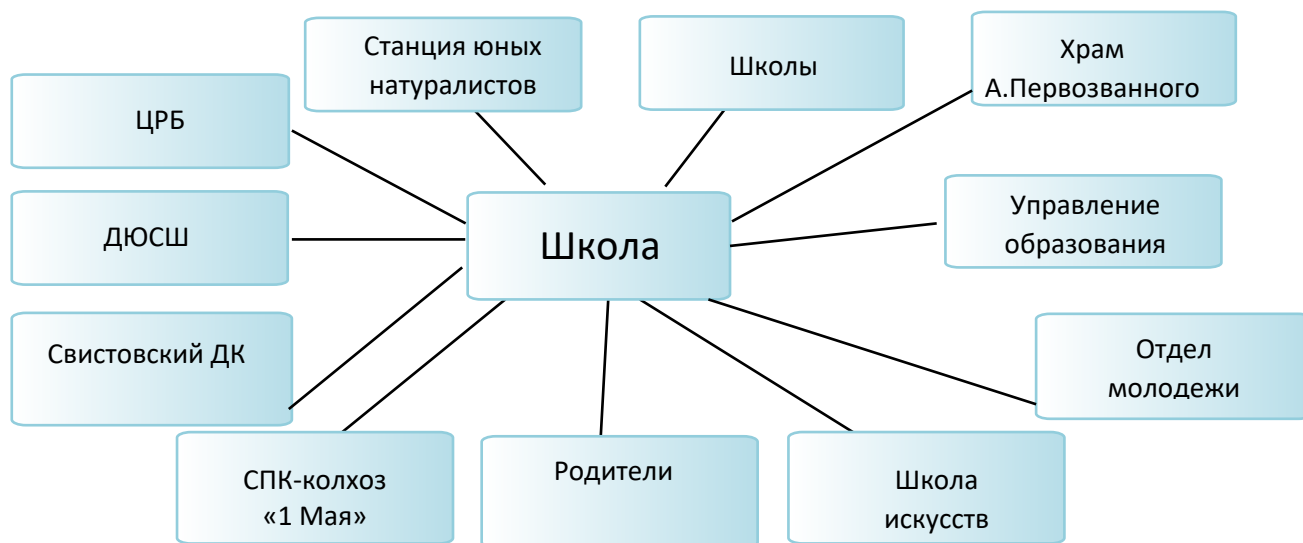 Станция юных
натуралистов
Школы
Храм
А.Первозванного
ЦРБ
Управление
образования
ДЮСШ
Школа
Свистовский ДК
Отдел
молодежи
СПК-колхоз
«1 Мая»
Родители
Школа
искусств